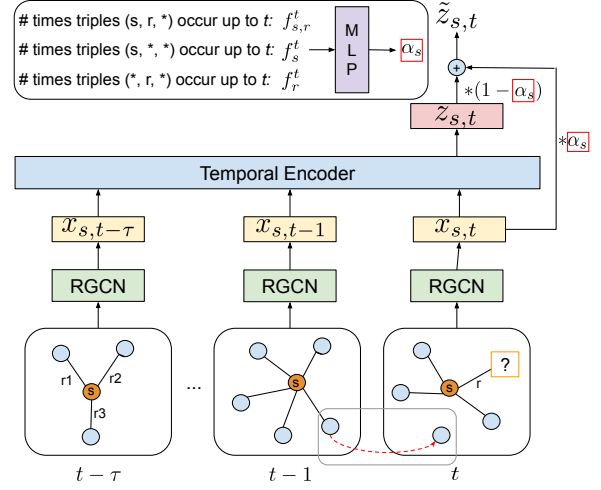 # times triples (s, r, *) occur up to t: f^t_{s,r}
# times triples (s, *, *) occur up to t: f^t_s
# times triples (*, r, *) occur up to t: f^t_r
M
L
P
α_s
z̃_{s,t}
+
*(1 − α_s)
z_{s,t}
*α_s
Temporal Encoder
x_{s,t−τ} x_{s,t−1} x_{s,t}
RGCN RGCN RGCN
r1 r2 s r3
...
s
s r ?
t − τ t − 1 t